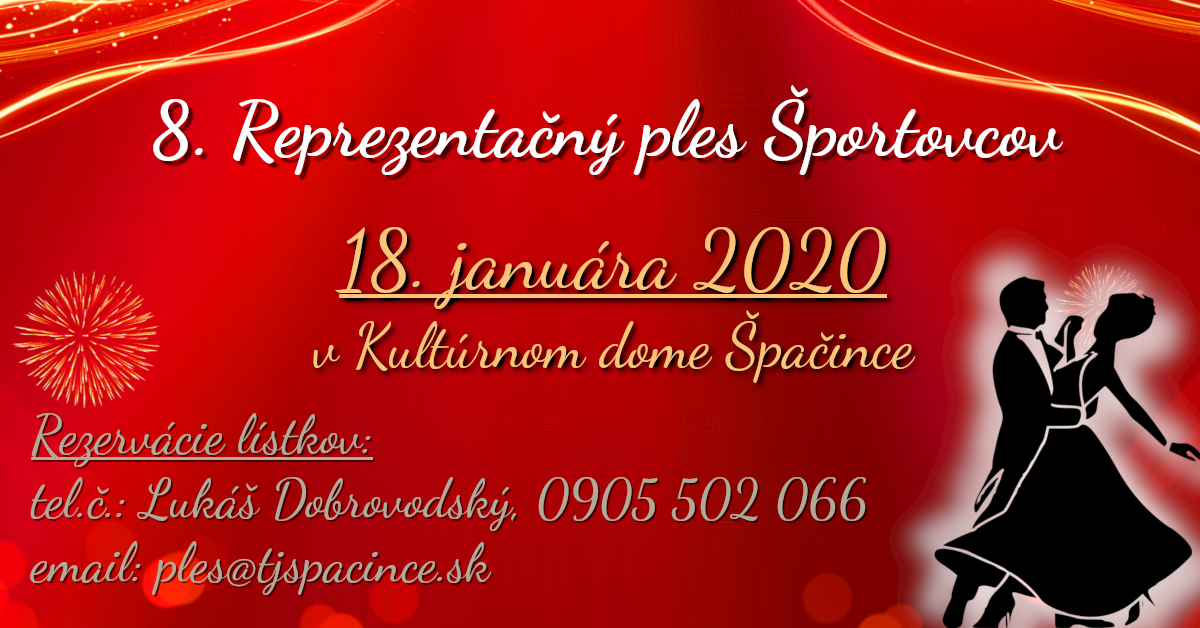 8. Reprezentačný ples Športovcov
18. januára 2020
v Kultúrnom dome Špačince
Rezervácie lístkov:
tel.č.: Lukáš Dobrovodský, 0905 502 066
email: ples@tjspacince.sk